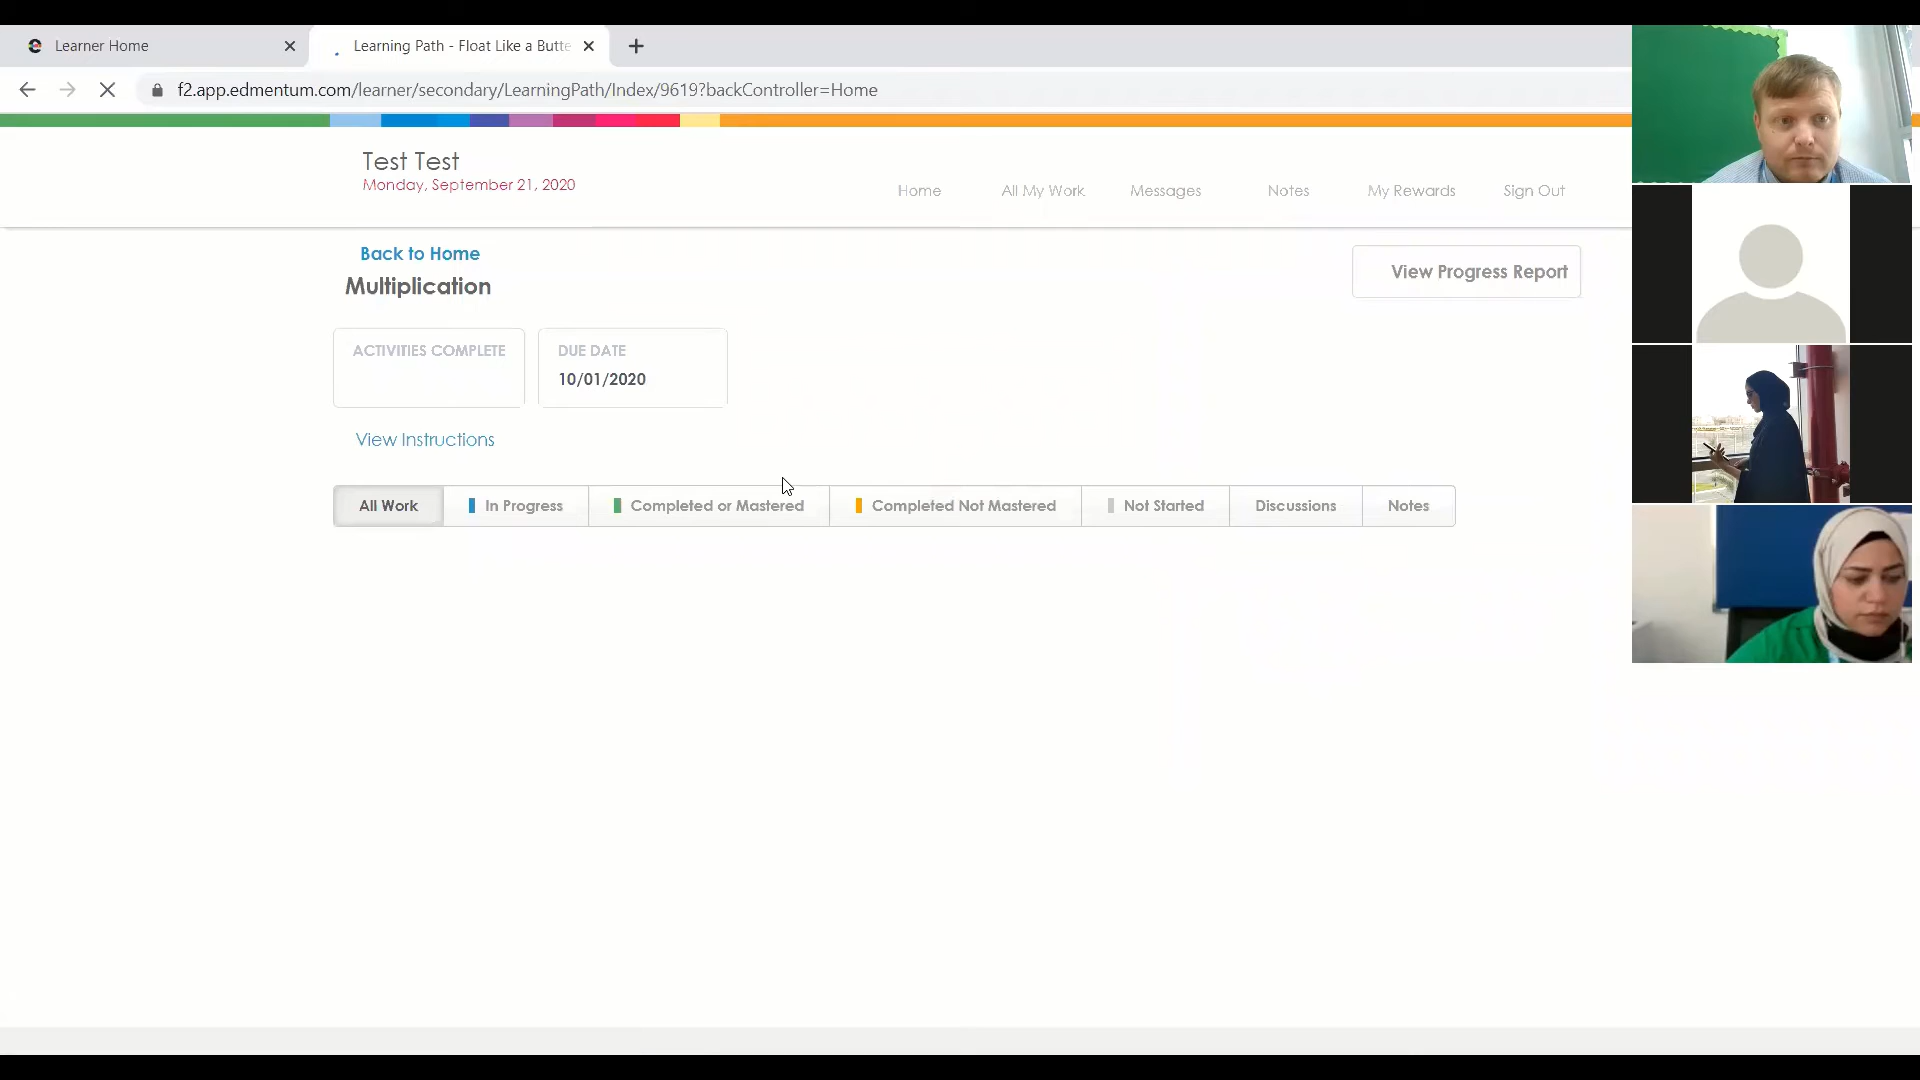 Learner Home
Learning Path - Float Like a Butte
f2.app.edmentum.com/learner/secondary/LearningPath/Index/9619?backController=Home
Test Test
Monday, September 21, 2020
Home
All My Work
Messages
Notes
My Rewards
Sign Out
Back to Home
View Progress Report
Multiplication
ACTIVITIES COMPLETE
DUE DATE
10/01/2020
View Instructions
All Work
In Progress
Completed or Mastered
Completed Not Mastered
Not Started
Discussions
Notes